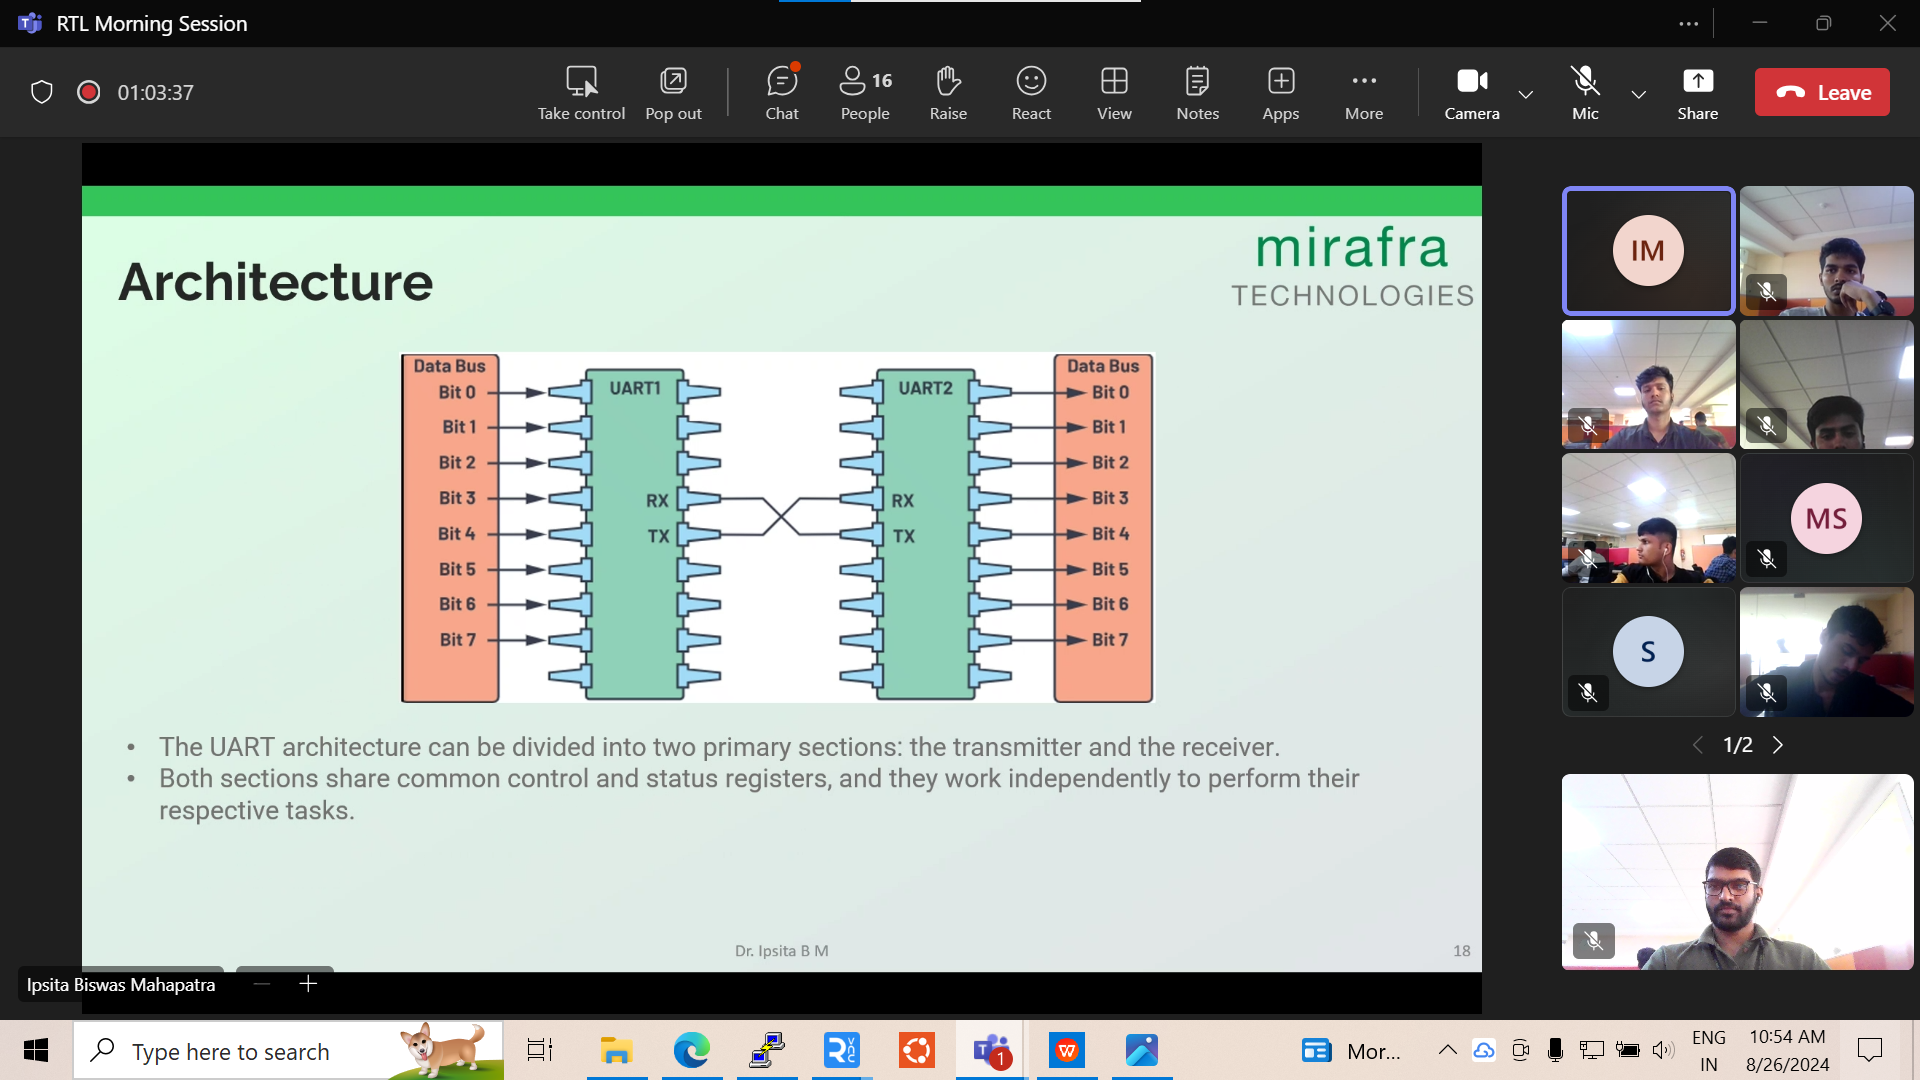 RTL Morning Session
01:03:37
Take control
Pop out
Chat
16
People
Raise
React
View
Notes
Apps
More
Camera
Mic
Share
Leave
mirafra
TECHNOLOGIES
Architecture
Data Bus
Bit 0
Bit 1
Bit 2
Bit 3
Bit 4
Bit 5
Bit 6
Bit 7
UART1
RX
TX
UART2
RX
TX
Data Bus
Bit 0
Bit 1
Bit 2
Bit 3
Bit 4
Bit 5
Bit 6
Bit 7
• The UART architecture can be divided into two primary sections: the transmitter and the receiver.
• Both sections share common control and status registers, and they work independently to perform their
respective tasks.
Dr. Ipsita B M
18
Ipsita Biswas Mahapatra
IM
MS
S
1/2
Type here to search
1
Mor...
ENG
IN
10:54 AM
8/26/2024